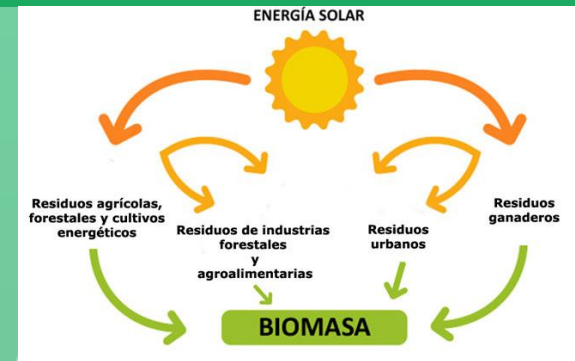 ENERGÍA SOLAR
Residuos agrícolas,
forestales y cultivos
energéticos
Residuos de industrias
forestales
y
agroalimentarias
Residuos
urbanos
Residuos
ganaderos
BIOMASA